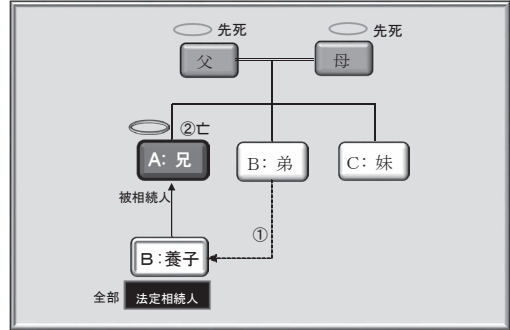 先死
先死
父
母
②亡
A：兄
B：弟
C：妹
被相続人
①
B：養子
全部
法定相続人